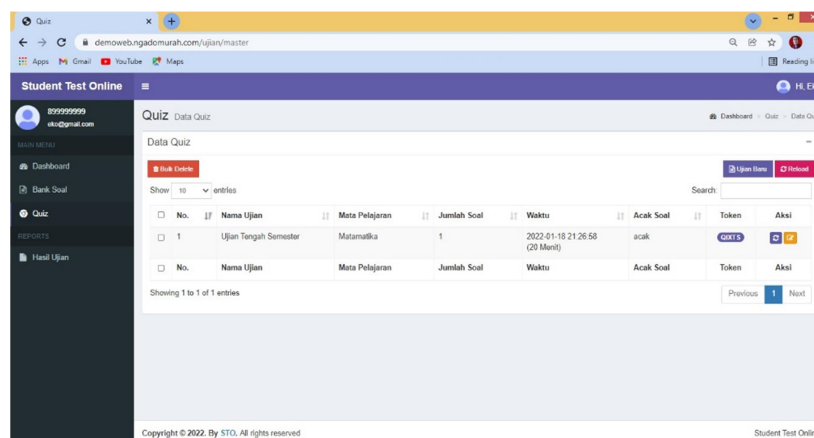 Quiz
demoweb.ngadomurah.com/ujian/master
Apps Gmail YouTube Maps Reading
Student Test Online Hi,
899999999
eko@gmail.com
Quiz Data Quiz Dashboard > Quiz >
MAIN MENU
Data Quiz
Dashboard
Bulk Delete Ujian Baru Reload
Bank Soal
Show 10 entries Search:
Quiz
No. Nama Ujian Mata Pelajaran Jumlah Soal Waktu Acak Soal Token Aksi
REPORTS
1 Ujian Tengah Semester Matamatika 1 2022-01-18 21:26:58 acak QIXTS
(20 Menit)
Hasil Ujian
No. Nama Ujian Mata Pelajaran Jumlah Soal Waktu Acak Soal Token Aksi
Showing 1 to 1 of 1 entries Previous 1 Next
Copyright © 2022. By STO. All rights reserved Student Test